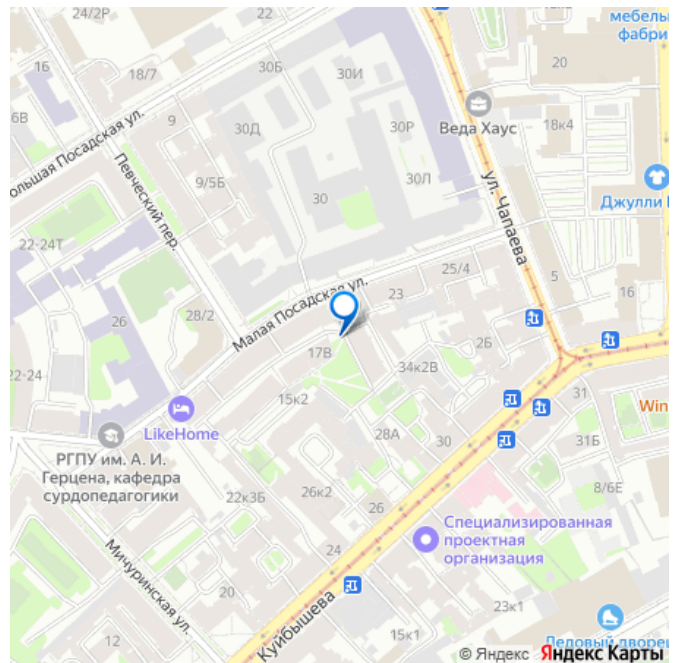 24/2Р
22
мебель
фабри
16
18/7
30Б
30И
20
6В
9
30Д
30Р
Веда Хаус
18к4
ольшая Посадская ул.
Певческий пер.
9/5Б
30
30Л
ул. Чапаева
Джулли
22-24Т
25/4
5
26
28/2
Малая Посадская ул.
23
16
17В
2Б
22-24
34к2В
31
15к2
Win
LikeHome
28А
30
31Б
РГПУ им. А. И.
Герцена, кафедра
сурдопедагогики
22к3Б
26к2
26
8/6Е
Специализированная
проектная
организация
24
Мичуринская ул.
20
23к1
12
Куйбышева
15к1
Ледовый дворец
© Яндекс Яндекс Карты